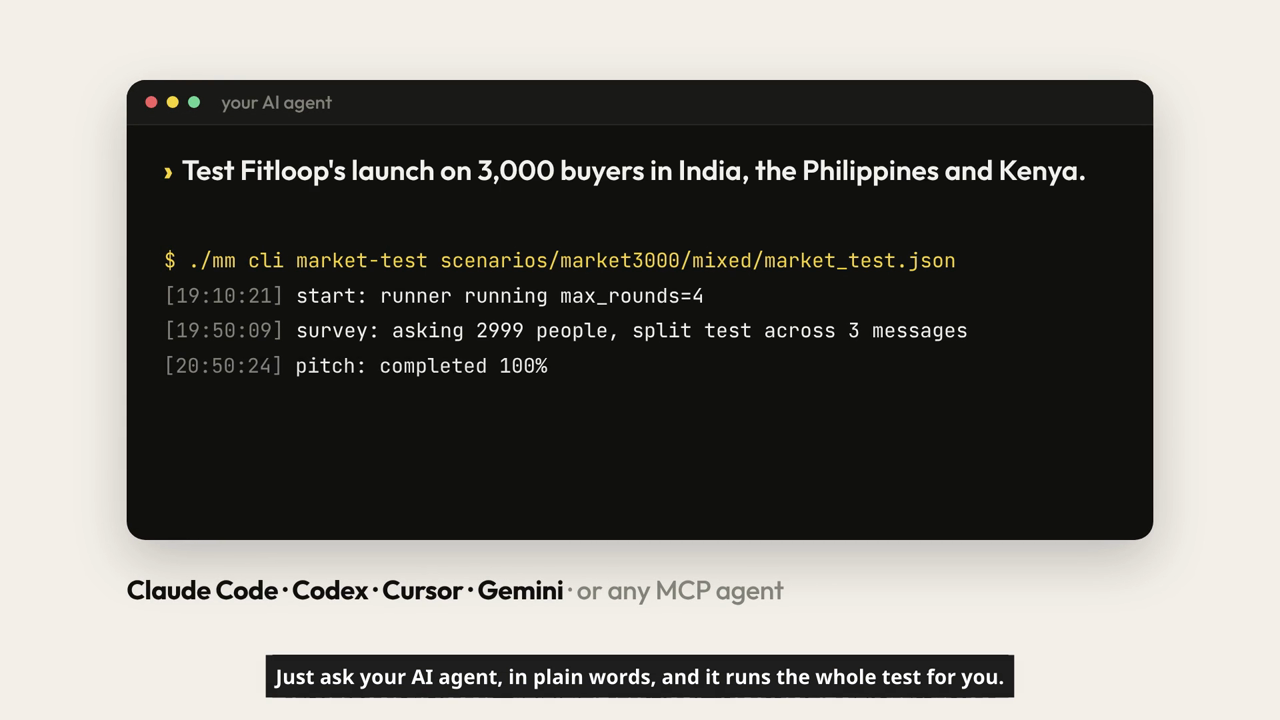 your AI agent
› Test Fitloop's launch on 3,000 buyers in India, the Philippines and Kenya.
$ ./mm cli market-test scenarios/market3000/mixed/market_test.json
[19:10:21] start: runner running max_rounds=4
[19:50:09] survey: asking 2999 people, split test across 3 messages
[20:50:24] pitch: completed 100%
Claude Code · Codex · Cursor · Gemini · or any MCP agent
Just ask your AI agent, in plain words, and it runs the whole test for you.